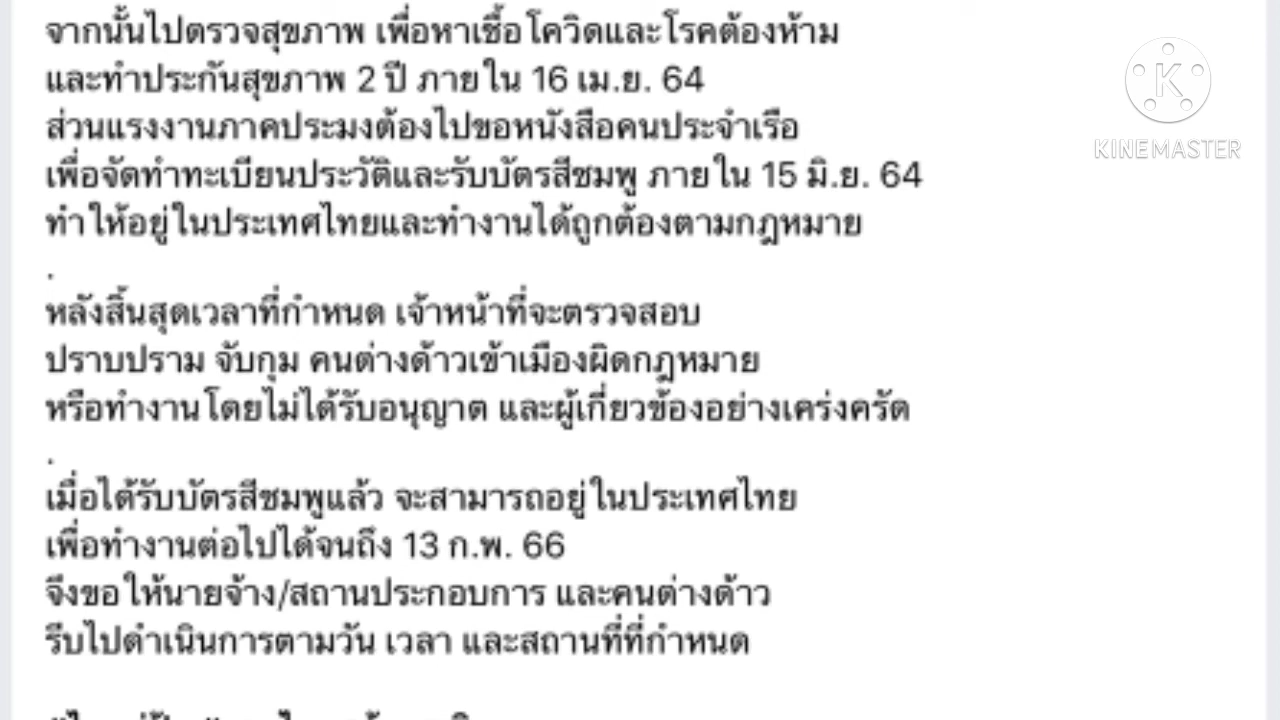 จากนั้นไปตรวจสุขภาพ เพื่อหาเชื้อโควิดและโรคต้องห้าม
และทำประกันสุขภาพ 2 ปี ภายใน 16 เม.ย. 64
ส่วนแรงงานภาคประมงต้องไปขอหนังสือคนประจำเรือ
เพื่อจัดทำทะเบียนประวัติและรับบัตรสีชมพู ภายใน 15 มิ.ย. 64
ทำให้อยู่ในประเทศไทยและทำงานได้ถูกต้องตามกฎหมาย
.
หลังสิ้นสุดเวลาที่กำหนด เจ้าหน้าที่จะตรวจสอบ
ปราบปราม จับกุม คนต่างด้าวเข้าเมืองผิดกฎหมาย
หรือทำงานโดยไม่ได้รับอนุญาต และผู้เกี่ยวข้องอย่างเคร่งครัด
.
เมื่อได้รับบัตรสีชมพูแล้ว จะสามารถอยู่ในประเทศไทย
เพื่อทำงานต่อไปได้จนถึง 13 ก.พ. 66
จึงขอให้นายจ้าง/สถานประกอบการ และคนต่างด้าว
รีบไปดำเนินการตามวัน เวลา และสถานที่ที่กำหนด
K
KINEMASTER